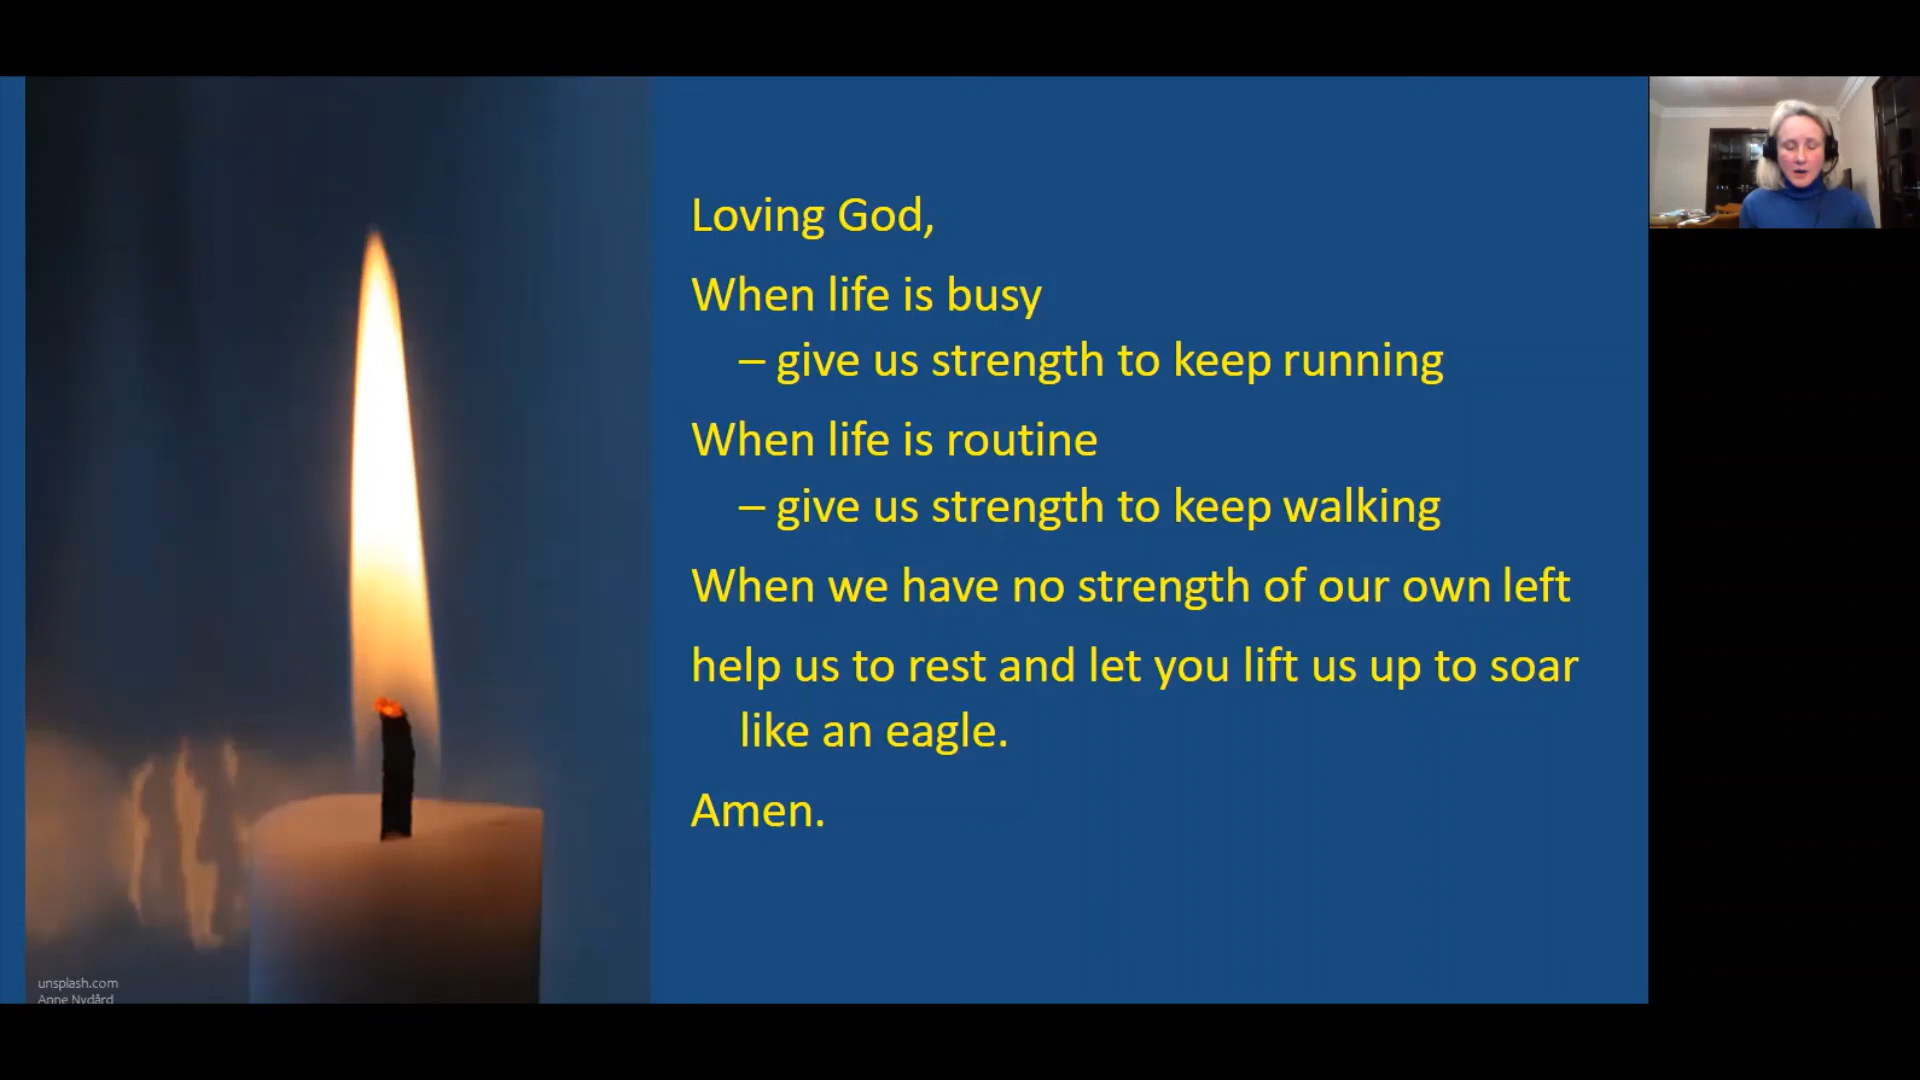 Loving God,
When life is busy
– give us strength to keep running
When life is routine
– give us strength to keep walking
When we have no strength of our own left
help us to rest and let you lift us up to soar
like an eagle.
Amen.
unsplash.com
Anne Nydård